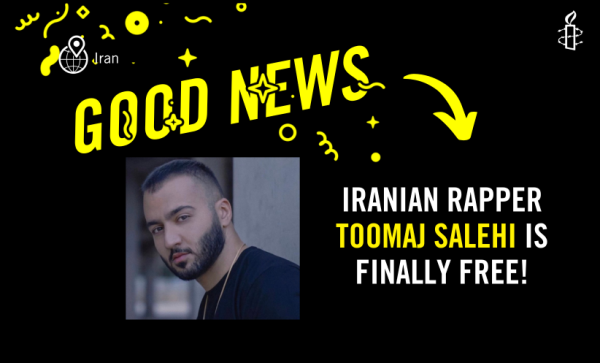 Iran
GOOD NEWS
IRANIAN RAPPER
TOOMAJ SALEHI IS
FINALLY FREE!